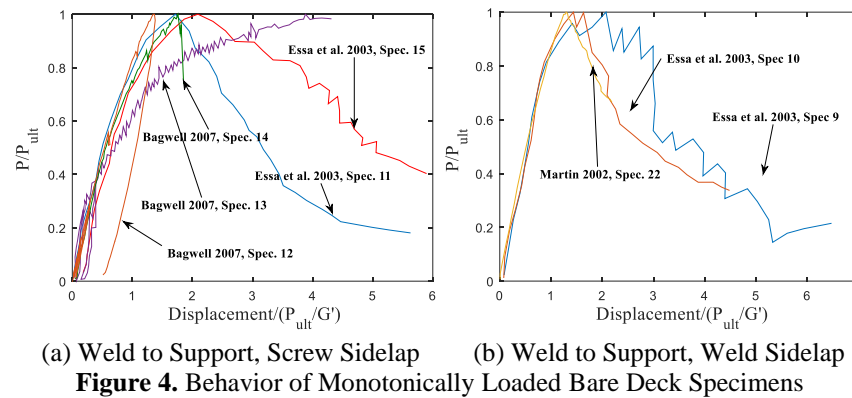 1
0.8
0.6
0.4
0.2
0
P/P_ult
Essa et al. 2003, Spec. 15
Bagwell 2007, Spec. 14
Essa et al. 2003, Spec. 11
Bagwell 2007, Spec. 13
Bagwell 2007, Spec. 12
0 1 2 3 4 5 6
Displacement/(P_ult/G')
1
0.8
0.6
0.4
0.2
0
P/P_ult
Essa et al. 2003, Spec 10
Essa et al. 2003, Spec 9
Martin 2002, Spec. 22
0 1 2 3 4 5 6
Displacement/(P_ult/G')
(a) Weld to Support, Screw Sidelap (b) Weld to Support, Weld Sidelap
Figure 4. Behavior of Monotonically Loaded Bare Deck Specimens